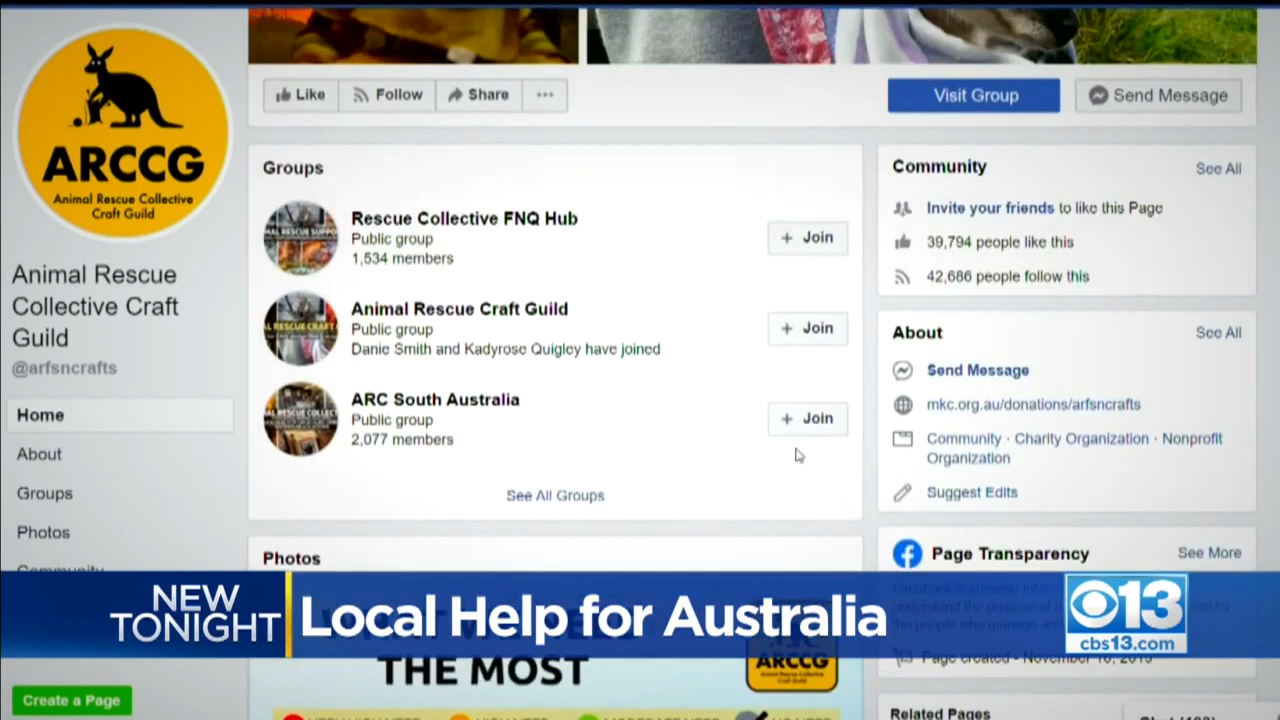 ARCCG
Animal Rescue Collective
Craft Guild
Animal Rescue
Collective Craft
Guild
@arfsncrafts
Home
About
Groups
Photos
Community
Create a Page
Like
Follow
Share
Visit Group
Send Message
Groups
Rescue Collective FNQ Hub
Public group
1,534 members
+ Join
Animal Rescue Craft Guild
Public group
Danie Smith and Kadyrose Quigley have joined
+ Join
ARC South Australia
Public group
2,077 members
+ Join
See All Groups
Photos
THE MOST
ARCCG
Community
See All
Invite your friends to like this Page
39,794 people like this
42,686 people follow this
About
See All
Send Message
mkc.org.au/donations/arfsncrafts
Community · Charity Organization · Nonprofit
Organization
Suggest Edits
Page Transparency
See More
Page created - November
Related Pages
NEW
TONIGHT
Local Help for Australia
CBS 13
cbs13.com